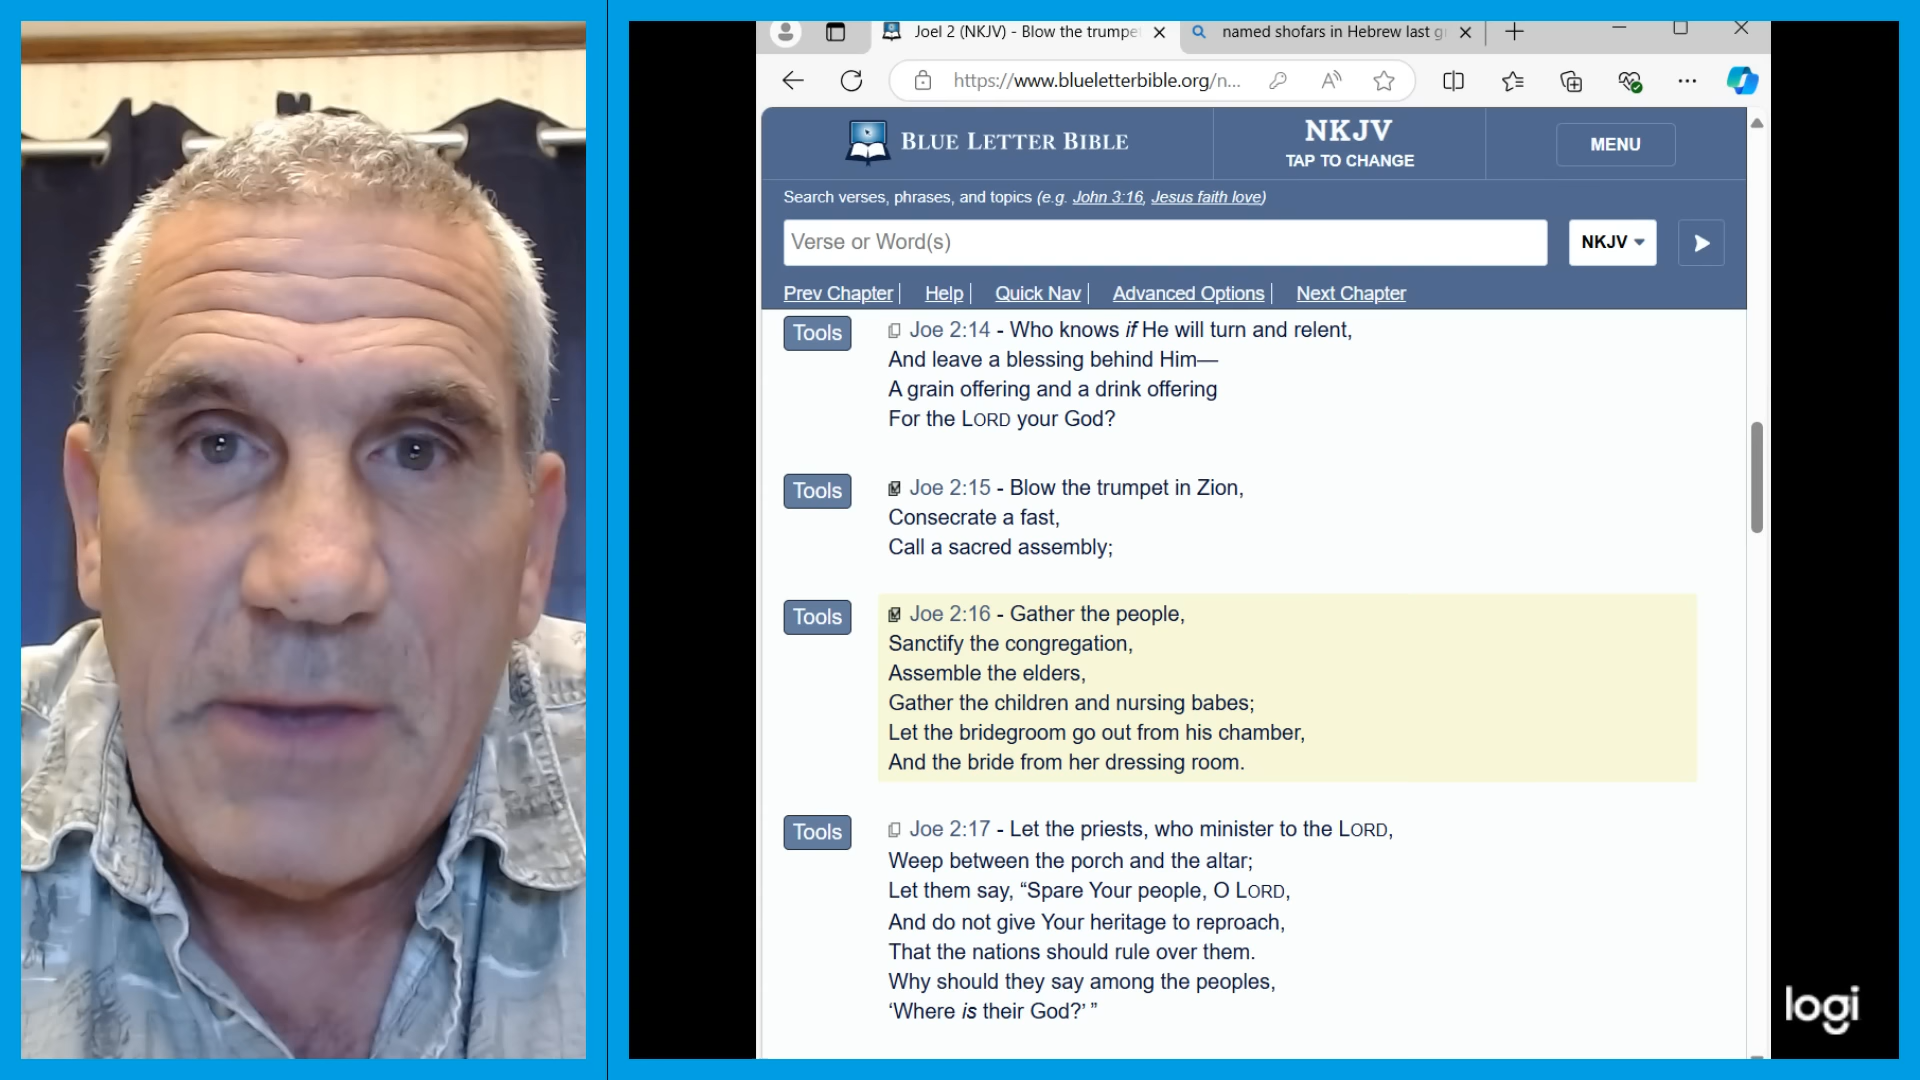 Joel 2 (NKJV) - Blow the trumpet
named shofars in Hebrew last g
https://www.blueletterbible.org/n...
BLUE LETTER BIBLE
NKJV
TAP TO CHANGE
MENU
Search verses, phrases, and topics (e.g. John 3:16, Jesus faith love)
Verse or Word(s)
NKJV
Prev Chapter
Help
Quick Nav
Advanced Options
Next Chapter
Tools
Joe 2:14 - Who knows if He will turn and relent,
And leave a blessing behind Him—
A grain offering and a drink offering
For the LORD your God?
Tools
Joe 2:15 - Blow the trumpet in Zion,
Consecrate a fast,
Call a sacred assembly;
Tools
Joe 2:16 - Gather the people,
Sanctify the congregation,
Assemble the elders,
Gather the children and nursing babes;
Let the bridegroom go out from his chamber,
And the bride from her dressing room.
Tools
Joe 2:17 - Let the priests, who minister to the LORD,
Weep between the porch and the altar;
Let them say, “Spare Your people, O LORD,
And do not give Your heritage to reproach,
That the nations should rule over them.
Why should they say among the peoples,
‘Where is their God?’ ”
logi